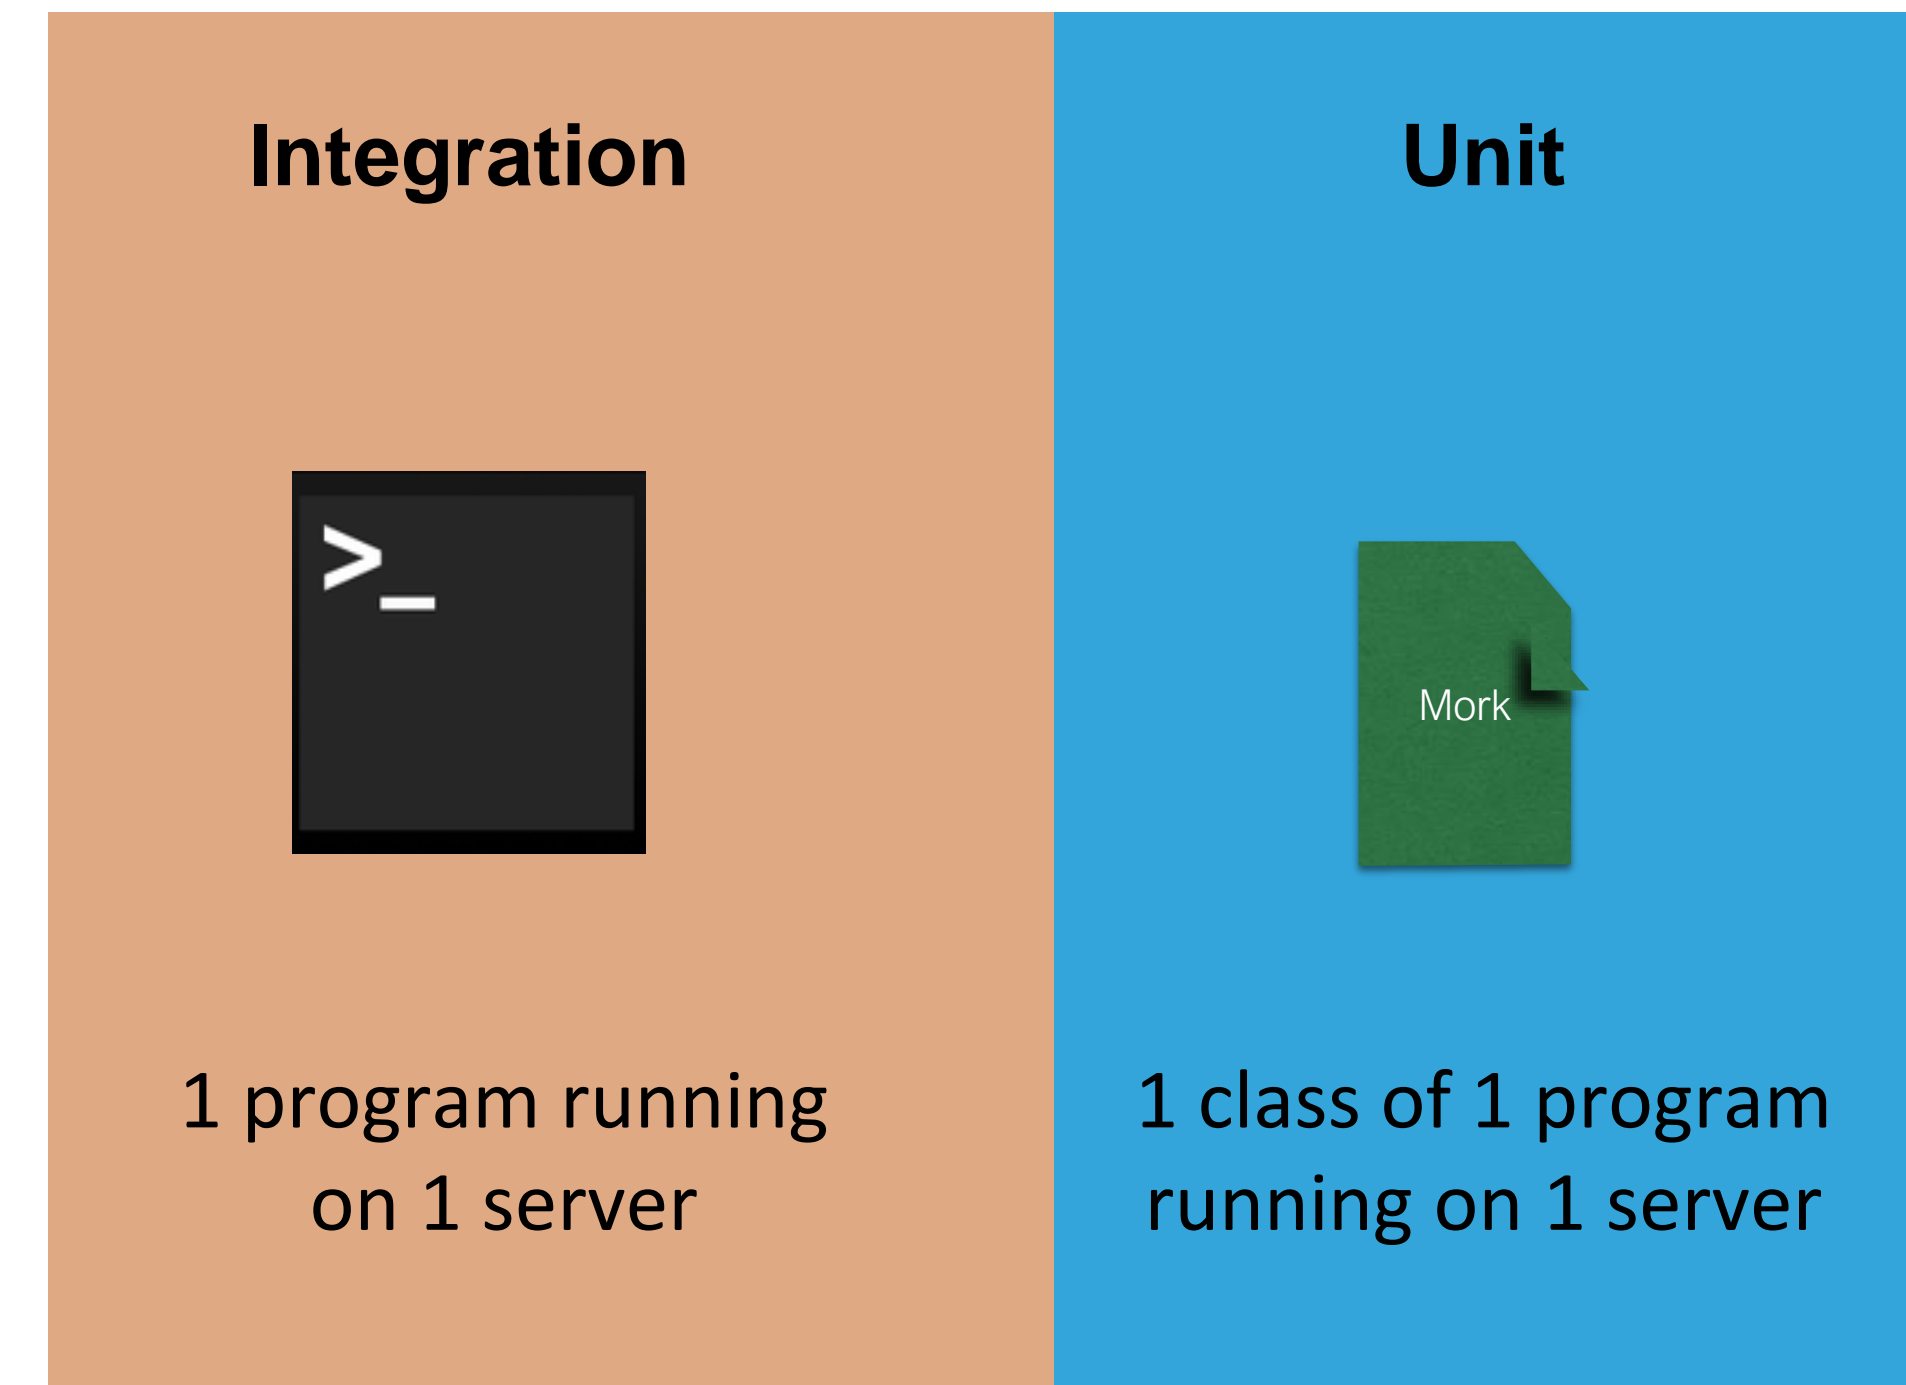 Integration
Unit
>_
Mork
1 program running
on 1 server
1 class of 1 program
running on 1 server